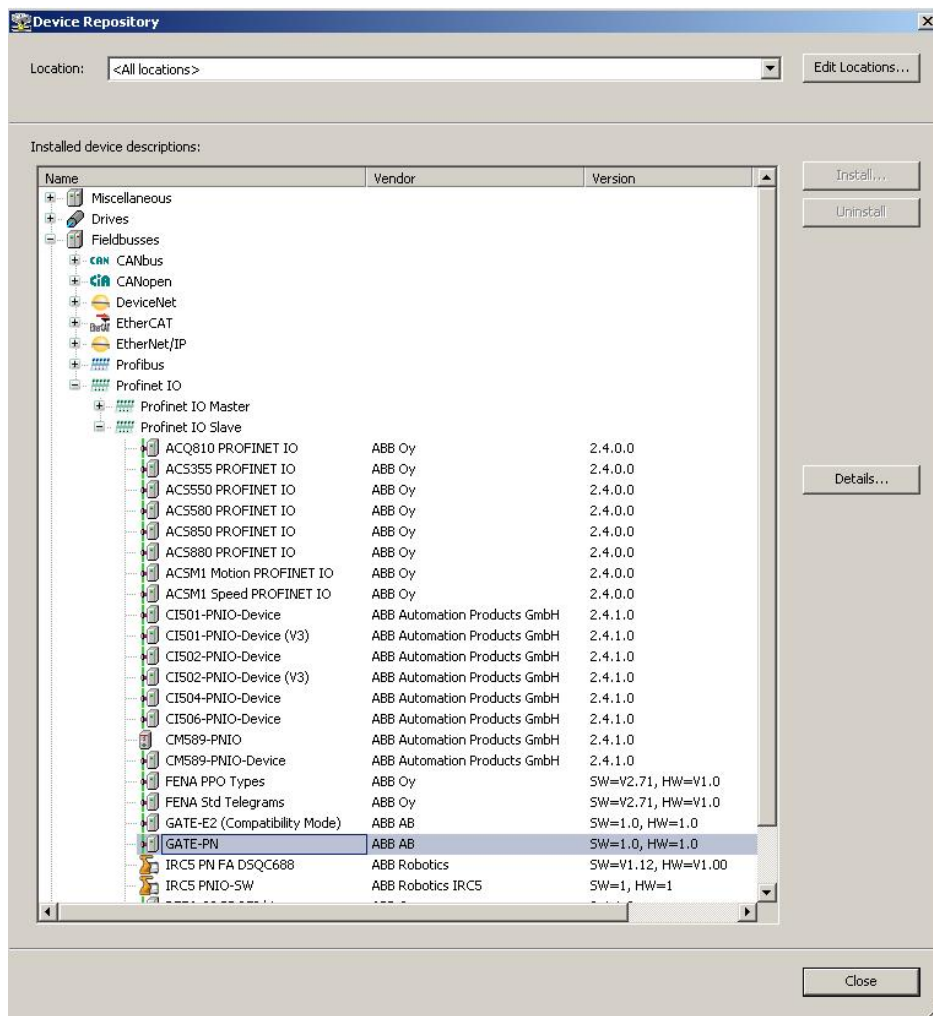 Device Repository
Location: <All locations> Edit Locations...
Installed device descriptions:
Name Vendor Version
Install...
Miscellaneous
Uninstall
Drives
Fieldbusses
CAN CANbus
CiA CANopen
DeviceNet
EtherCAT
EtherNet/IP
Profibus
Profinet IO
Profinet IO Master
Profinet IO Slave
ACQ810 PROFINET IO ABB Oy 2.4.0.0
ACS355 PROFINET IO ABB Oy 2.4.0.0
Details...
ACS550 PROFINET IO ABB Oy 2.4.0.0
ACS580 PROFINET IO ABB Oy 2.4.0.0
ACS850 PROFINET IO ABB Oy 2.4.0.0
ACS880 PROFINET IO ABB Oy 2.4.0.0
ACSM1 Motion PROFINET IO ABB Oy 2.4.0.0
ACSM1 Speed PROFINET IO ABB Oy 2.4.0.0
CI501-PNIO-Device ABB Automation Products GmbH 2.4.1.0
CI501-PNIO-Device (V3) ABB Automation Products GmbH 2.4.1.0
CI502-PNIO-Device ABB Automation Products GmbH 2.4.1.0
CI502-PNIO-Device (V3) ABB Automation Products GmbH 2.4.1.0
CI504-PNIO-Device ABB Automation Products GmbH 2.4.1.0
CI506-PNIO-Device ABB Automation Products GmbH 2.4.1.0
CM589-PNIO ABB Automation Products GmbH 2.4.1.0
CM589-PNIO-Device ABB Automation Products GmbH 2.4.1.0
FENA PPO Types ABB Oy SW=V2.71, HW=V1.0
FENA Std Telegrams ABB Oy SW=V2.71, HW=V1.0
GATE-E2 (Compatibility Mode) ABB AB SW=1.0, HW=1.0
GATE-PN ABB AB SW=1.0, HW=1.0
IRC5 PN FA DSQC688 ABB Robotics SW=V1.12, HW=V1.00
IRC5 PNIO-SW ABB Robotics IRC5 SW=1, HW=1
Close